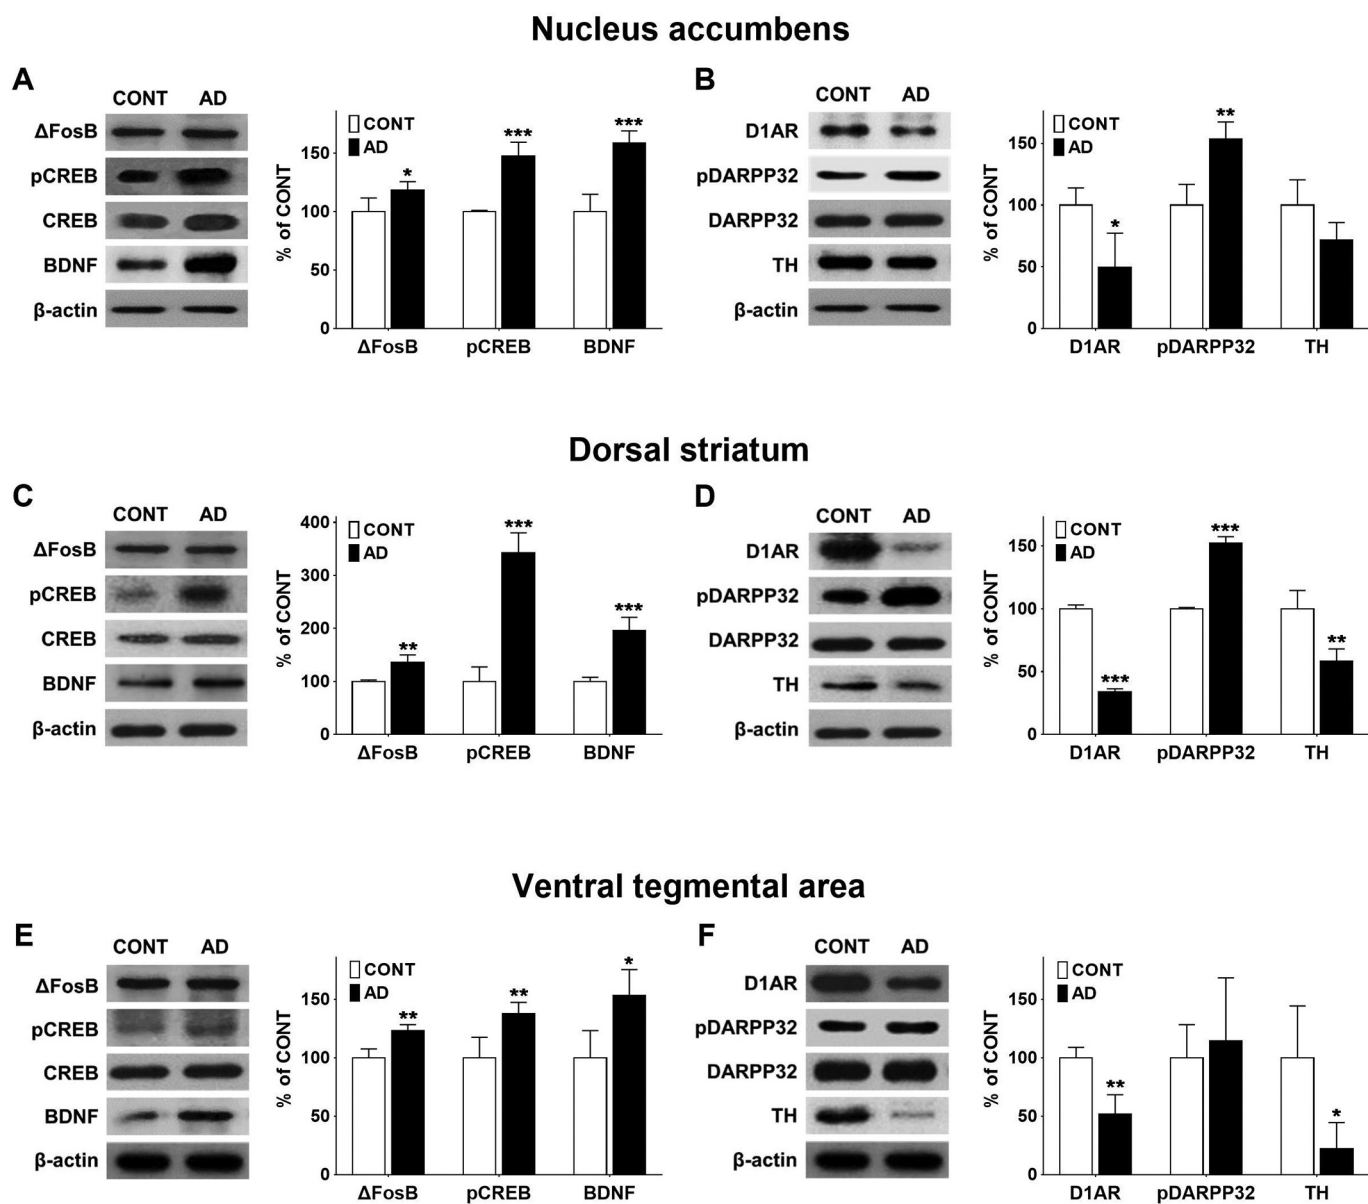 Nucleus accumbens
A
CONT AD
ΔFosB
pCREB
CREB
BDNF
β-actin
% of CONT
150
100
50
0
CONT
AD
*
***
***
ΔFosB pCREB BDNF
B
CONT AD
D1AR
pDARPP32
DARPP32
TH
β-actin
% of CONT
150
100
50
0
CONT
AD
*
**
D1AR pDARPP32 TH
Dorsal striatum
C
CONT AD
ΔFosB
pCREB
CREB
BDNF
β-actin
% of CONT
400
300
200
100
0
CONT
AD
**
***
***
ΔFosB pCREB BDNF
D
CONT AD
D1AR
pDARPP32
DARPP32
TH
β-actin
% of CONT
150
100
50
0
CONT
AD
***
***
**
D1AR pDARPP32 TH
Ventral tegmental area
E
CONT AD
ΔFosB
pCREB
CREB
BDNF
β-actin
% of CONT
150
100
50
0
CONT
AD
**
**
*
ΔFosB pCREB BDNF
F
CONT AD
D1AR
pDARPP32
DARPP32
TH
β-actin
% of CONT
150
100
50
0
CONT
AD
**
*
D1AR pDARPP32 TH